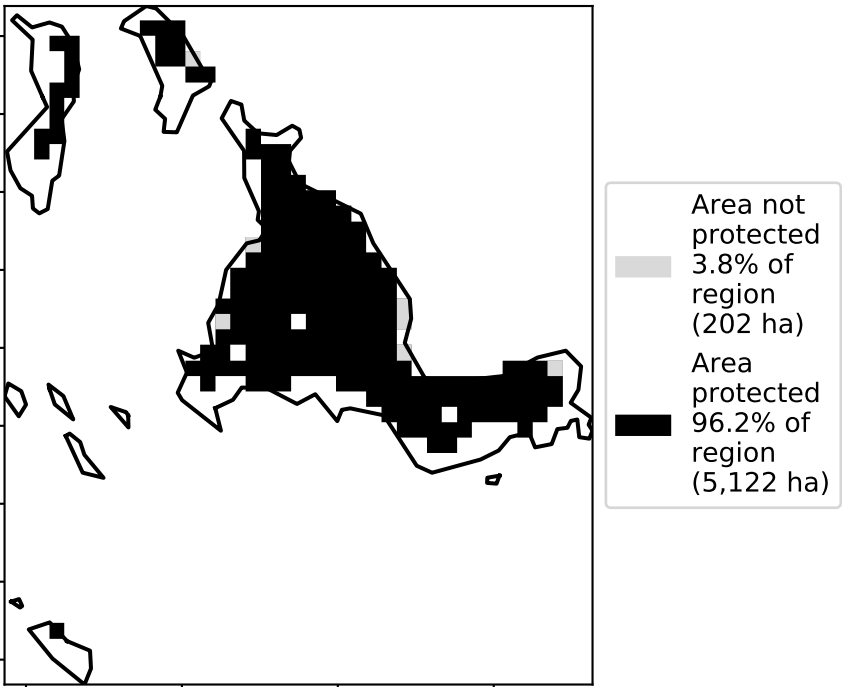 Area not
protected
3.8% of
region
(202 ha)
Area
protected
96.2% of
region
(5,122 ha)